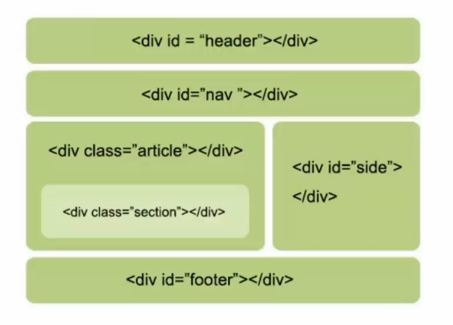 <div id = “header”></div>
<div id=”nav ”></div>
<div class=”article”></div>
<div class=”section”></div>
<div id=”side”>
</div>
<div id=”footer”></div>